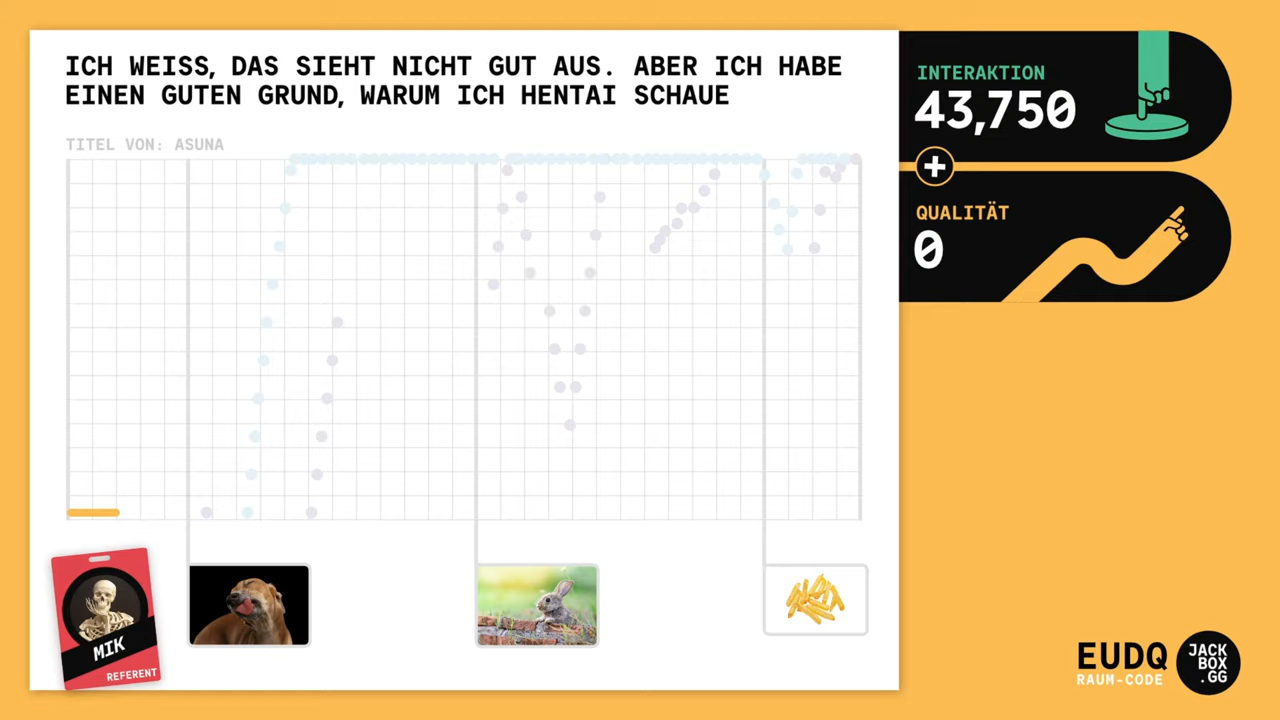 ICH WEISS, DAS SIEHT NICHT GUT AUS. ABER ICH HABE
EINEN GUTEN GRUND, WARUM ICH HENTAI SCHAUE
TITEL VON: ASUNA
INTERAKTION
43,750
+
QUALITÄT
0
MIK
REFERENT
EUDQ
RAUM-CODE
JACK
BOX
.GG